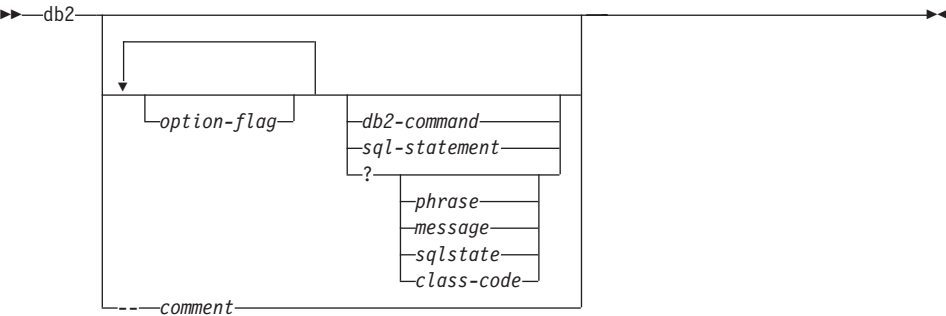 db2
option-flag
db2-command
sql-statement
?
phrase
message
sqlstate
class-code
-- comment